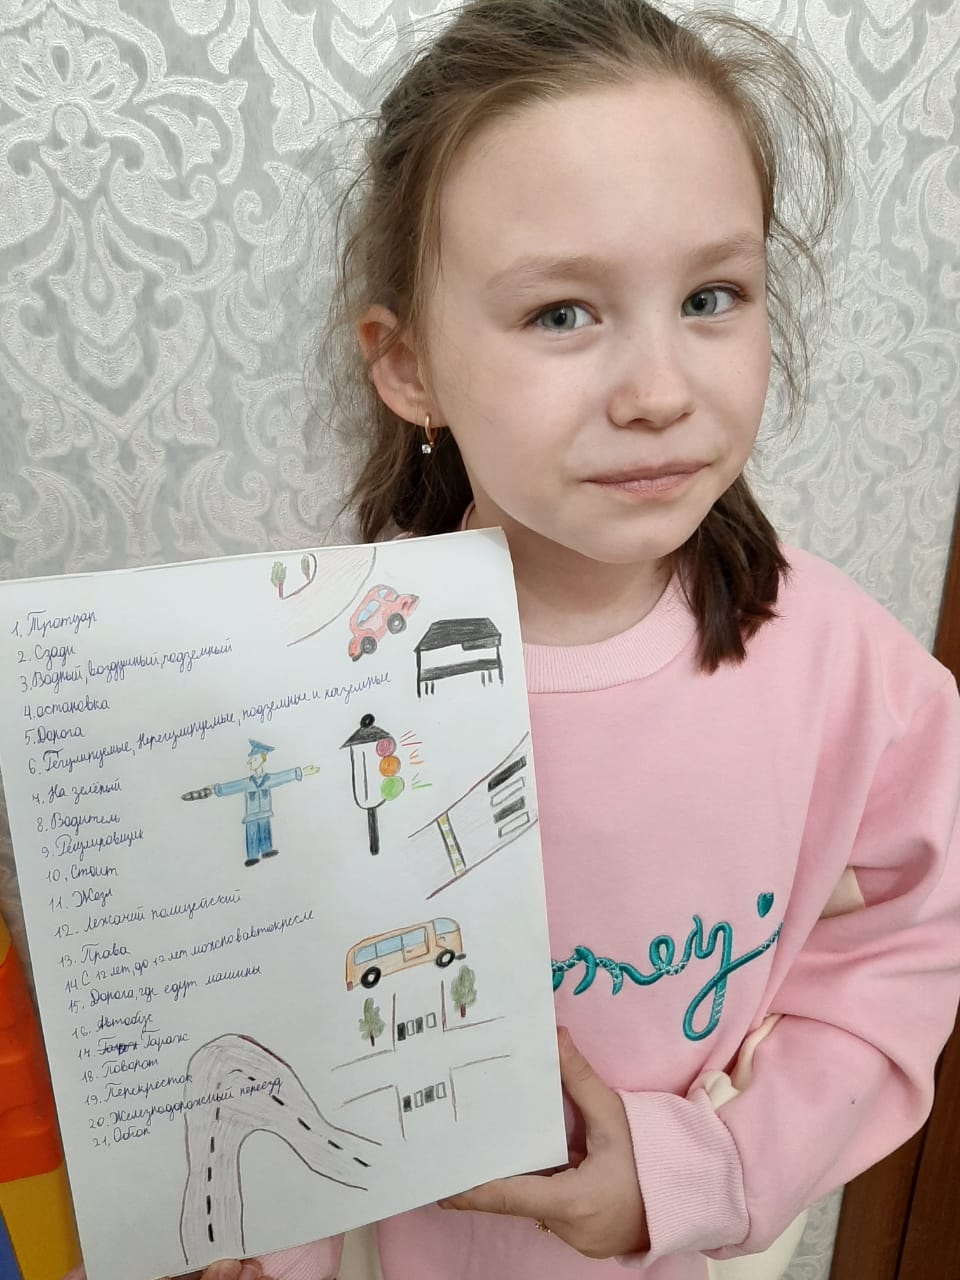 1. Тротуар
2. Сзади
3. Водный, воздушный, подземный
4. остановка
5. Дорога
6. Регулируемые, нерегулируемые, подземные и наземные
7. На зелёный
8. Водитель
9. Регулировщик
10, Стоит
11. Жезл
12. Лежачий полицейский
13. Права
14. С 12 лет, до 12 лет можно в автокресле
15. Дорога, где едут машины
16. Автобус
17. Гараж
18. Поворот
19. Перекресток
20. Железнодорожный переезд
21,
oney